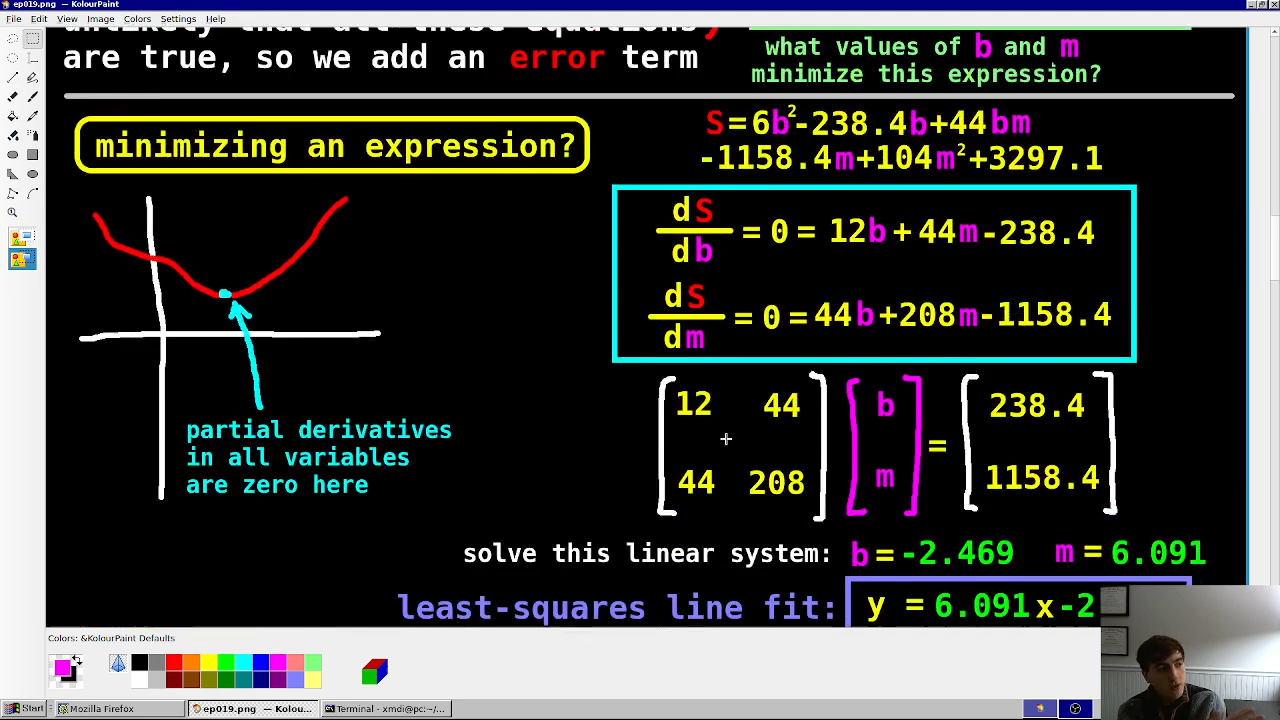 ep019.png - KolourPaint
File Edit View Image Colors Settings Help
are true, so we add an error term
what values of b and m
minimize this expression?
minimizing an expression?
S=6b²-238.4b+44bm
-1158.4m+104m²+3297.1
dS/db = 0 = 12b + 44m-238.4
dS/dm = 0 = 44b+208m-1158.4
partial derivatives
in all variables
are zero here
12 44 b = 238.4
44 208 m 1158.4
solve this linear system: b=-2.469 m=6.091
least-squares line fit: y = 6.091x-2
Colors: &KolourPaint Defaults
Start Mozilla Firefox ep019.png — Kolou... Terminal - xmdi@pc:~/...